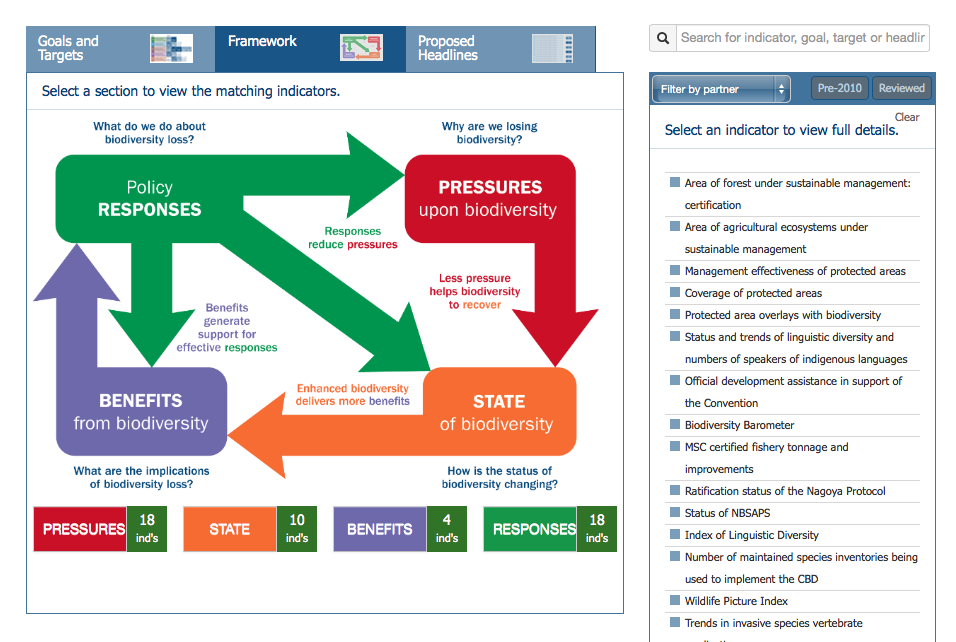 Goals and
Targets
Framework
Proposed
Headlines
Select a section to view the matching indicators.
What do we do about
biodiversity loss?
Why are we losing
biodiversity?
Policy
RESPONSES
PRESSURES
upon biodiversity
Responses
reduce pressures
Less pressure
helps biodiversity
to recover
Benefits
generate
support for
effective responses
Enhanced biodiversity
delivers more benefits
BENEFITS
from biodiversity
STATE
of biodiversity
What are the implications
of biodiversity loss?
How is the status of
biodiversity changing?
PRESSURES
18
ind's
STATE
10
ind's
BENEFITS
4
ind's
RESPONSES
18
ind's
Search for indicator, goal, target or headlir
Filter by partner
Pre-2010
Reviewed
Clear
Select an indicator to view full details.
Area of forest under sustainable management:
certification
Area of agricultural ecosystems under
sustainable management
Management effectiveness of protected areas
Coverage of protected areas
Protected area overlays with biodiversity
Status and trends of linguistic diversity and
numbers of speakers of indigenous languages
Official development assistance in support of
the Convention
Biodiversity Barometer
MSC certified fishery tonnage and
improvements
Ratification status of the Nagoya Protocol
Status of NBSAPS
Index of Linguistic Diversity
Number of maintained species inventories being
used to implement the CBD
Wildlife Picture Index
Trends in invasive species vertebrate